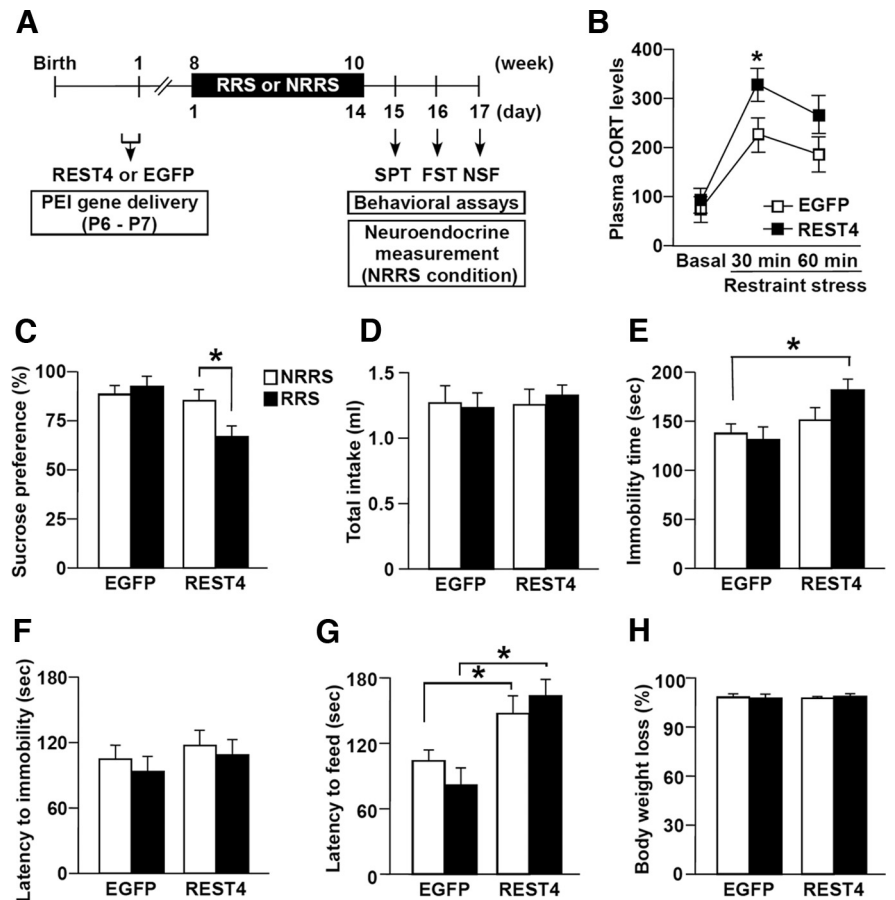 A
Birth 1 8 10 (week)
RRS or NRRS
1 14 15 16 17 (day)
REST4 or EGFP
PEI gene delivery
(P6 - P7)
SPT FST NSF
Behavioral assays
Neuroendocrine
measurement
(NRRS condition)
B
Plasma CORT levels
400
300
200
100
0
*
EGFP
REST4
Basal 30 min 60 min
Restraint stress
C
Sucrose preference (%)
100
75
50
25
0
*
NRRS
RRS
EGFP REST4
D
Total intake (ml)
1.5
1.0
0.5
0
EGFP REST4
E
Immobility time (sec)
200
150
100
50
0
*
EGFP REST4
F
Latency to immobility (sec)
180
120
60
0
EGFP REST4
G
Latency to feed (sec)
180
120
60
0
* *
EGFP REST4
H
Body weight loss (%)
100
90
60
30
0
EGFP REST4